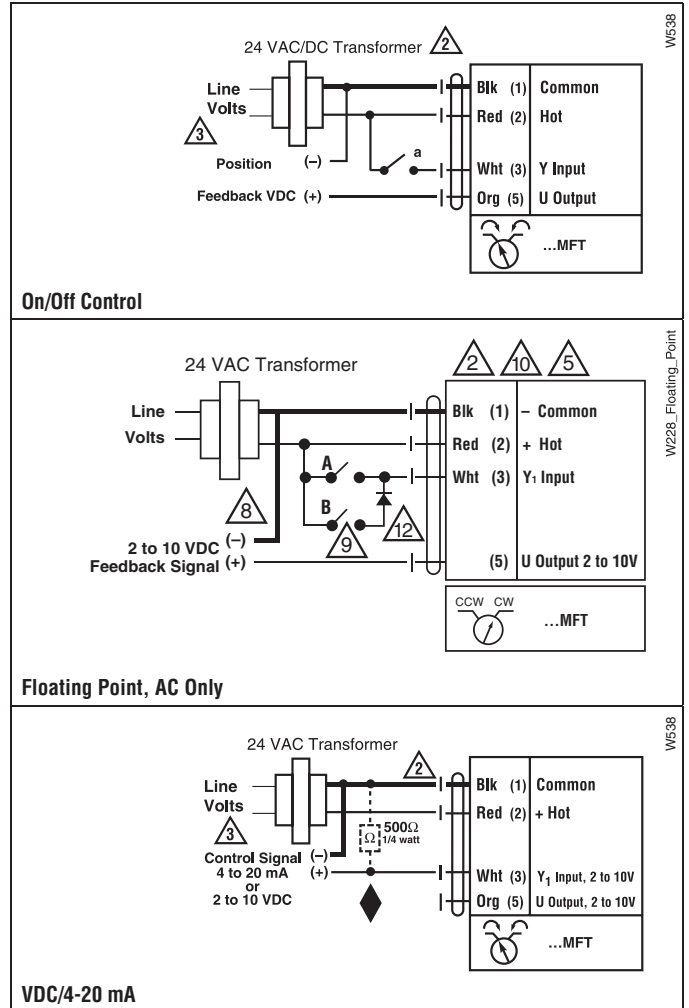 W538
24 VAC/DC Transformer 2
Line
Volts
3
Blk (1) Common
Red (2) Hot
a
Position (–)
Wht (3) Y Input
Feedback VDC (+)
Org (5) U Output
...MFT
On/Off Control
W228_Floating_Point
24 VAC Transformer
2 10 5
Line
Volts
Blk (1) – Common
Red (2) + Hot
A
Wht (3) Y1 Input
B
8
9
12
2 to 10 VDC (–)
Feedback Signal (+)
(5) U Output 2 to 10V
CCW CW
...MFT
Floating Point, AC Only
W538
24 VAC Transformer
2
Line
Volts
3
Blk (1) Common
Red (2) + Hot
Ω 500Ω
1/4 watt
Control Signal (–)
4 to 20 mA (+)
or
2 to 10 VDC
Wht (3) Y1 Input, 2 to 10V
Org (5) U Output, 2 to 10V
...MFT
VDC/4-20 mA